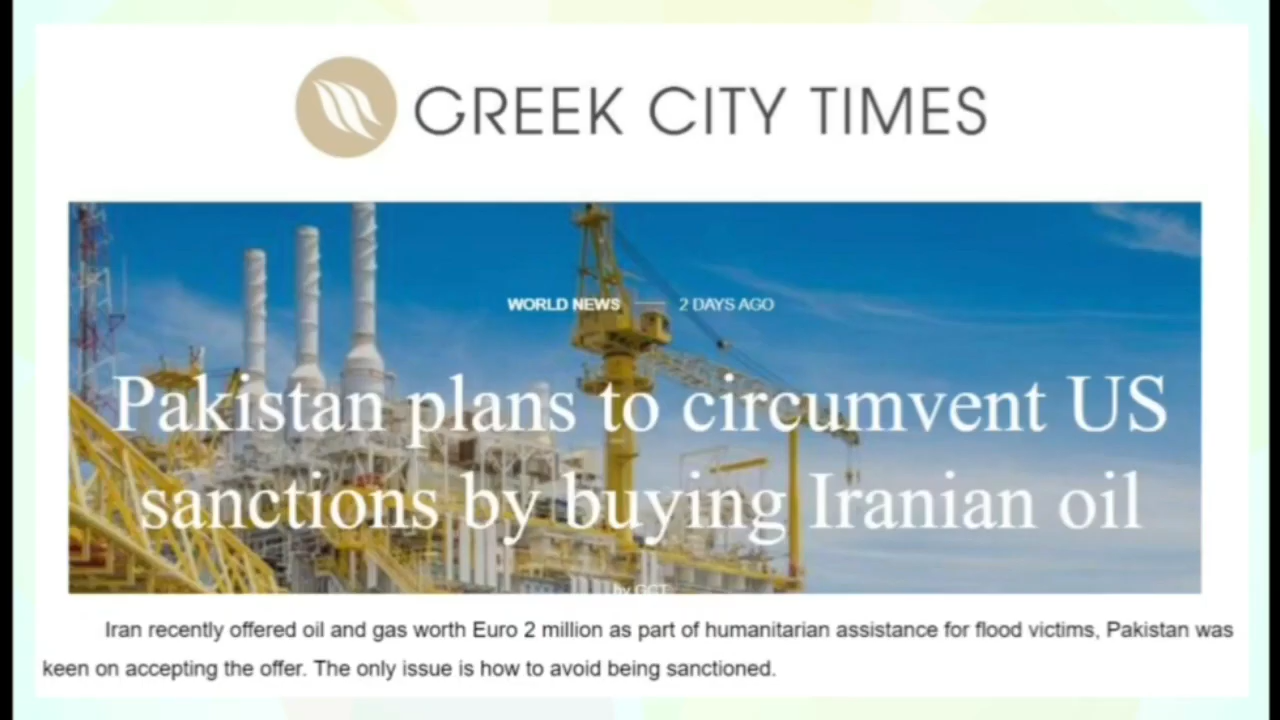 GREEK CITY TIMES
WORLD NEWS 2 DAYS AGO
Pakistan plans to circumvent US
sanctions by buying Iranian oil
by GCT
Iran recently offered oil and gas worth Euro 2 million as part of humanitarian assistance for flood victims, Pakistan was
keen on accepting the offer. The only issue is how to avoid being sanctioned.